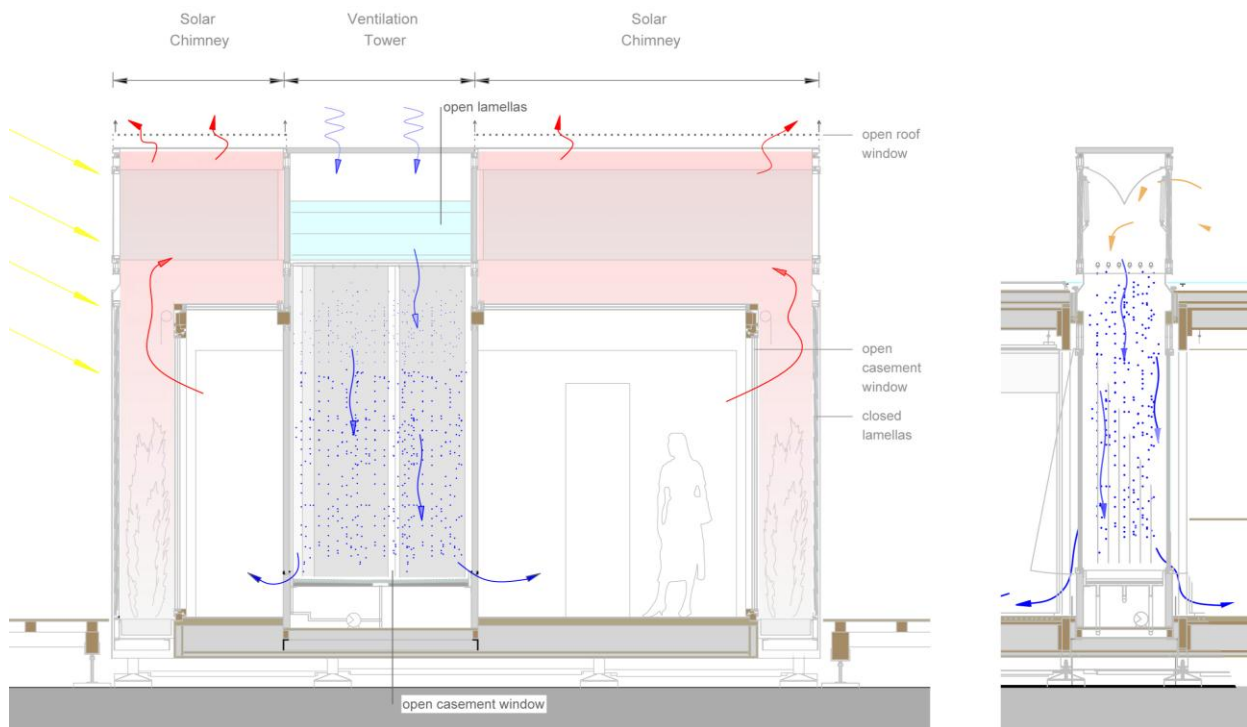 Solar
Chimney
Ventilation
Tower
Solar
Chimney
open lamellas
open roof
window
open
casement
window
closed
lamellas
open casement window